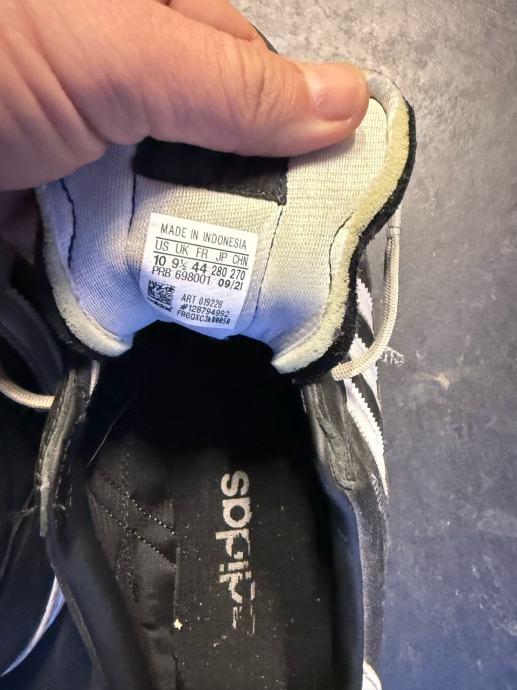 MADE IN INDONESIA
US UK FR JP CHN
10 9½ 44 280 270
PRB 698001 09/21
ART 019228
#128794992
adidas